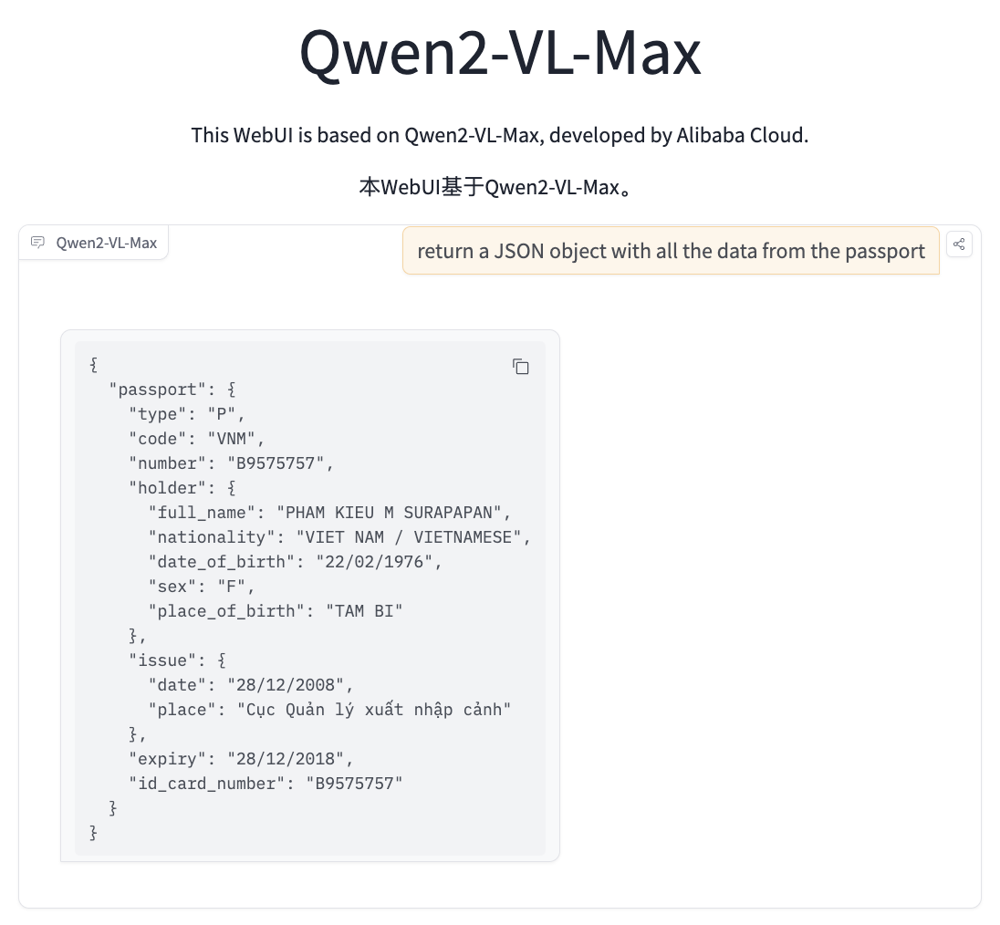 Qwen2-VL-Max
This WebUI is based on Qwen2-VL-Max, developed by Alibaba Cloud.
本WebUI基于Qwen2-VL-Max。
Qwen2-VL-Max
return a JSON object with all the data from the passport
{
  "passport": {
    "type": "P",
    "code": "VNM",
    "number": "B9575757",
    "holder": {
      "full_name": "PHAM KIEU M SURAPAPAN",
      "nationality": "VIET NAM / VIETNAMESE",
      "date_of_birth": "22/02/1976",
      "sex": "F",
      "place_of_birth": "TAM BI"
    },
    "issue": {
      "date": "28/12/2008",
      "place": "Cục Quản lý xuất nhập cảnh"
    },
    "expiry": "28/12/2018",
    "id_card_number": "B9575757"
  }
}